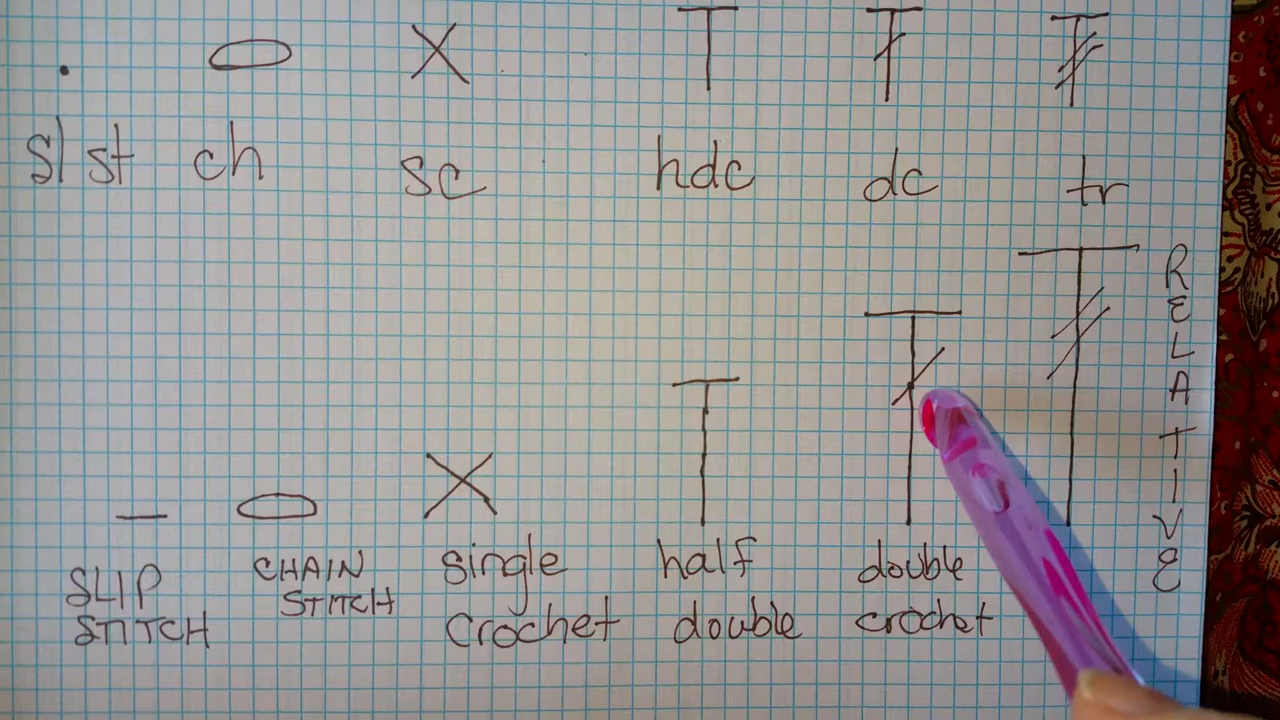 sl st ch sc hdc dc tr
SLIP STITCH
CHAIN STITCH
single crochet
half double
double crochet
RELATIVE